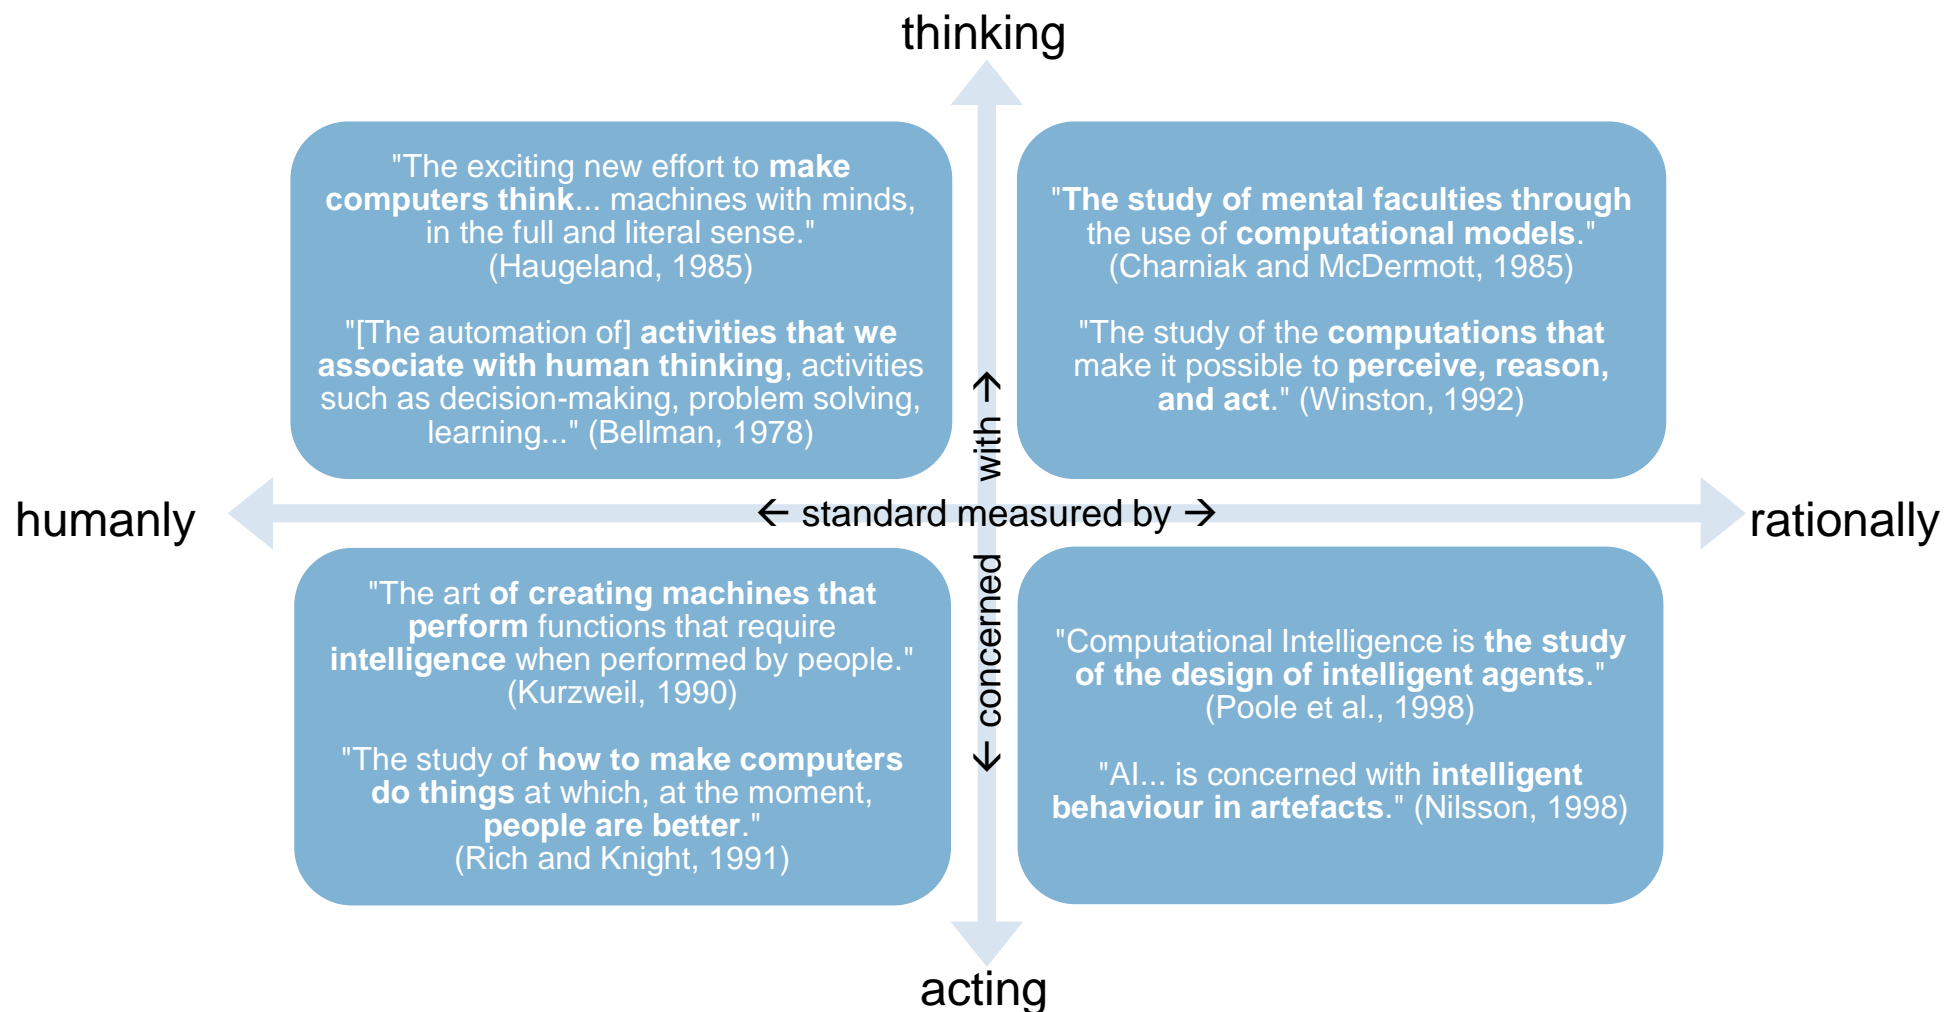 thinking
"The exciting new effort to make
computers think... machines with minds,
in the full and literal sense."
(Haugeland, 1985)
"[The automation of] activities that we
associate with human thinking, activities
such as decision-making, problem solving,
learning..." (Bellman, 1978)
"The study of mental faculties through
the use of computational models."
(Charniak and McDermott, 1985)
"The study of the computations that
make it possible to perceive, reason,
and act." (Winston, 1992)
humanly
← standard measured by →
rationally
← concerned with →
"The art of creating machines that
perform functions that require
intelligence when performed by people."
(Kurzweil, 1990)
"The study of how to make computers
do things at which, at the moment,
people are better."
(Rich and Knight, 1991)
"Computational Intelligence is the study
of the design of intelligent agents."
(Poole et al., 1998)
"AI... is concerned with intelligent
behaviour in artefacts." (Nilsson, 1998)
acting